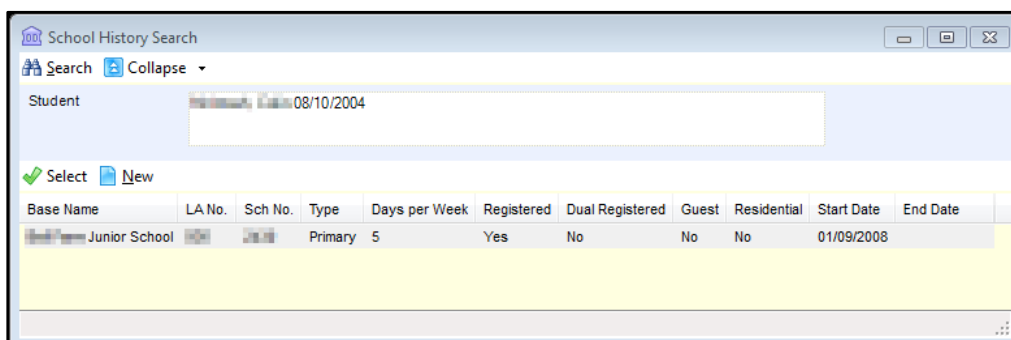 School History Search
Search Collapse
Student 08/10/2004
Select New
Base Name LA No. Sch No. Type Days per Week Registered Dual Registered Guest Residential Start Date End Date
Junior School Primary 5 Yes No No No 01/09/2008